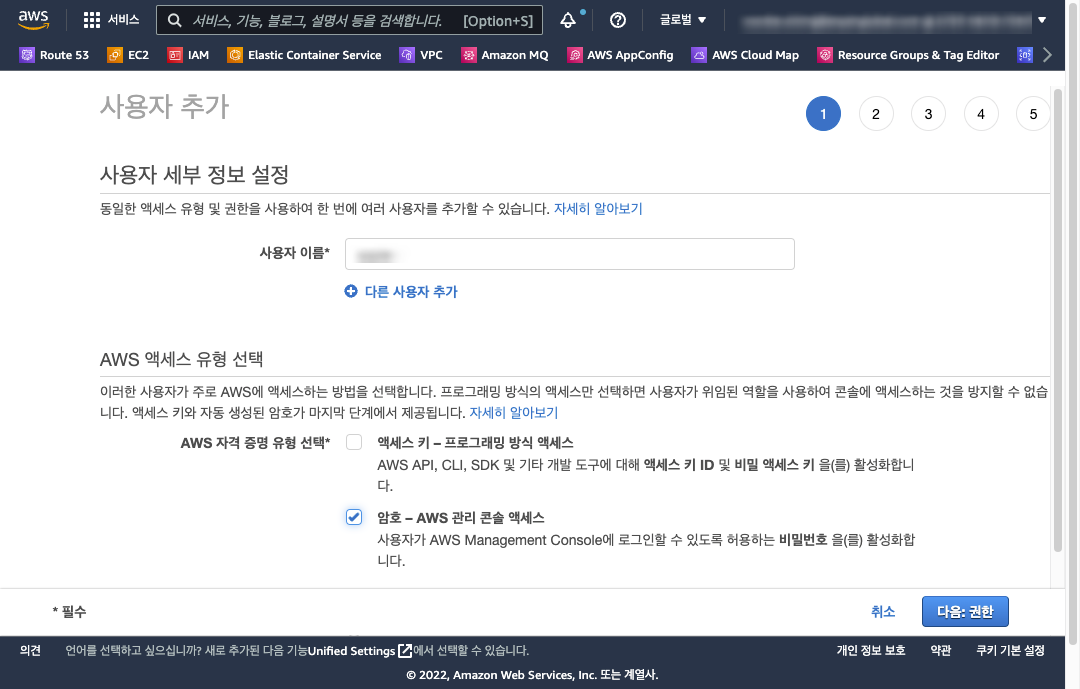 aws 서비스 서비스, 기능, 블로그, 설명서 등을 검색합니다. [Option+S] 글로벌
Route 53 EC2 IAM Elastic Container Service VPC Amazon MQ AWS AppConfig AWS Cloud Map Resource Groups & Tag Editor
사용자 추가 1 2 3 4 5
사용자 세부 정보 설정
동일한 액세스 유형 및 권한을 사용하여 한 번에 여러 사용자를 추가할 수 있습니다. 자세히 알아보기
사용자 이름*
다른 사용자 추가
AWS 액세스 유형 선택
이러한 사용자가 주로 AWS에 액세스하는 방법을 선택합니다. 프로그래밍 방식의 액세스만 선택하면 사용자가 위임된 역할을 사용하여 콘솔에 액세스하는 것을 방지할 수 없습
니다. 액세스 키와 자동 생성된 암호가 마지막 단계에서 제공됩니다. 자세히 알아보기
AWS 자격 증명 유형 선택* 액세스 키 – 프로그래밍 방식 액세스
AWS API, CLI, SDK 및 기타 개발 도구에 대해 액세스 키 ID 및 비밀 액세스 키 을(를) 활성화합니
다.
암호 – AWS 관리 콘솔 액세스
사용자가 AWS Management Console에 로그인할 수 있도록 허용하는 비밀번호 을(를) 활성화합
니다.
* 필수 취소 다음: 권한
의견 언어를 선택하고 싶으십니까? 새로 추가된 다음 기능Unified Settings에서 선택할 수 있습니다. 개인 정보 보호 약관 쿠키 기본 설정
© 2022, Amazon Web Services, Inc. 또는 계열사.